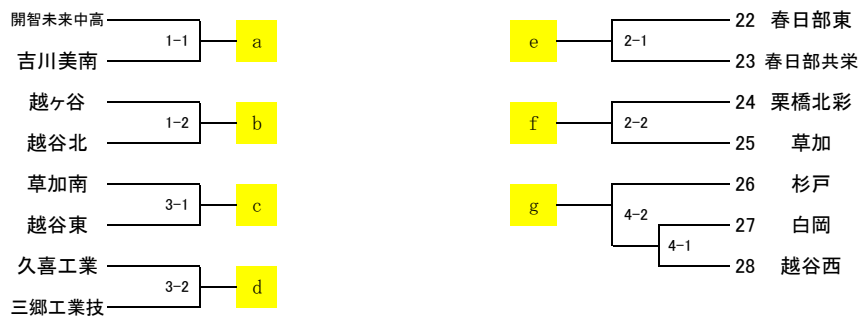 開智未来中高
1-1
a
吉川美南
越ヶ谷
1-2
b
越谷北
草加南
3-1
c
越谷東
久喜工業
3-2
d
三郷工業技
22 春日部東
e 2-1
23 春日部共栄
24 栗橋北彩
f 2-2
25 草加
26 杉戸
g 4-2
27 白岡
4-1
28 越谷西